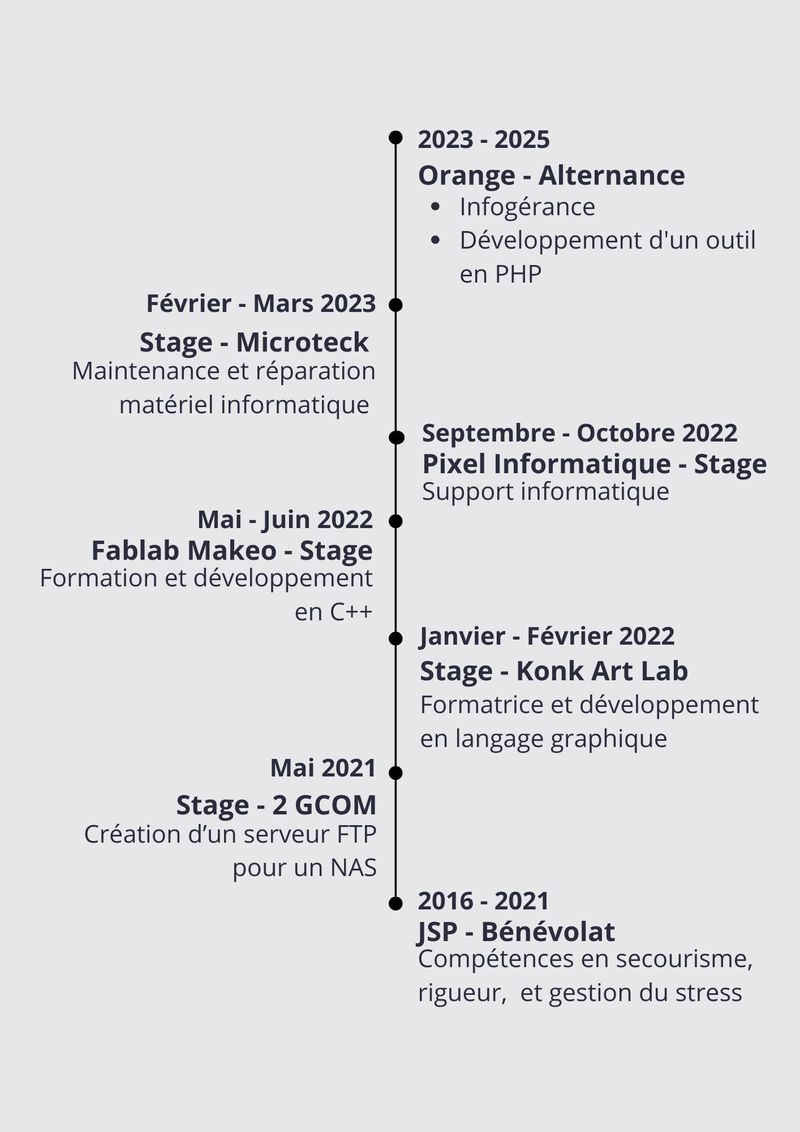 2023 - 2025
Orange - Alternance
• Infogérance
• Développement d'un outil
en PHP
Février - Mars 2023
Stage - Microteck
Maintenance et réparation
matériel informatique
Septembre - Octobre 2022
Pixel Informatique - Stage
Support informatique
Mai - Juin 2022
Fablab Makeo - Stage
Formation et développement
en C++
Janvier - Février 2022
Stage - Konk Art Lab
Formatrice et développement
en langage graphique
Mai 2021
Stage - 2 GCOM
Création d’un serveur FTP
pour un NAS
2016 - 2021
JSP - Bénévolat
Compétences en secourisme,
rigueur,  et gestion du stress